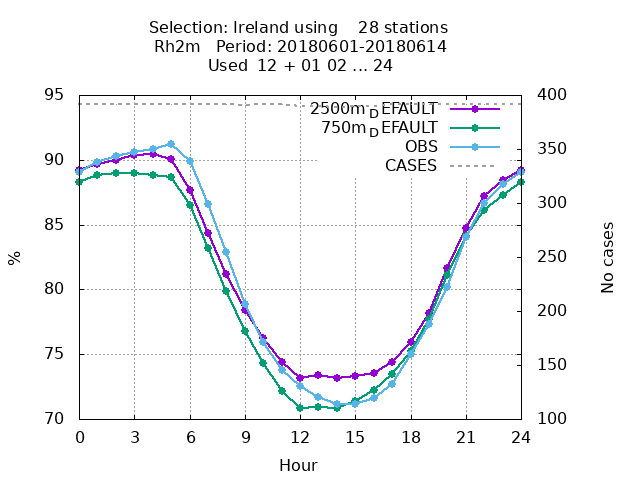 Selection: Ireland using    28 stations
Rh2m   Period: 20180601-20180614
Used  12 + 01 02 ... 24
95
400
2500m_DEFAULT
750m_DEFAULT
OBS
CASES
90
350
85
300
%
80
250
No cases
200
75
150
70
100
0 3 6 9 12 15 18 21 24
Hour